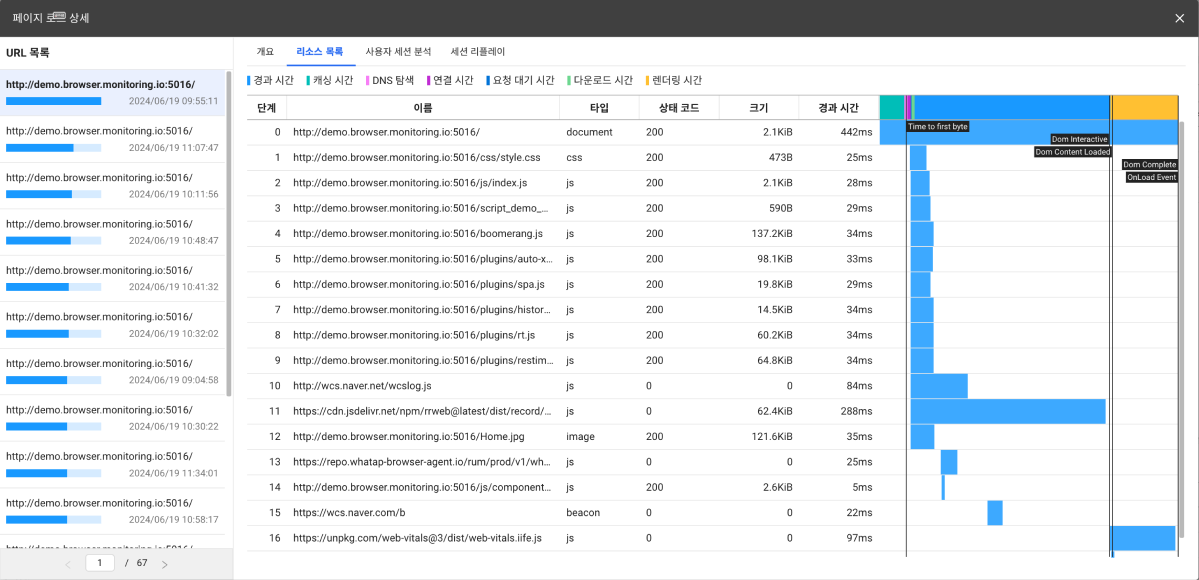 페이지 로드 상세
URL 목록
http://demo.browser.monitoring.io:5016/
2024/06/19 09:55:11
http://demo.browser.monitoring.io:5016/
2024/06/19 11:07:47
http://demo.browser.monitoring.io:5016/
2024/06/19 10:11:56
http://demo.browser.monitoring.io:5016/
2024/06/19 10:48:47
http://demo.browser.monitoring.io:5016/
2024/06/19 10:41:32
http://demo.browser.monitoring.io:5016/
2024/06/19 10:32:02
http://demo.browser.monitoring.io:5016/
2024/06/19 09:04:58
http://demo.browser.monitoring.io:5016/
2024/06/19 10:30:22
http://demo.browser.monitoring.io:5016/
2024/06/19 11:34:01
http://demo.browser.monitoring.io:5016/
2024/06/19 10:58:17
http://demo.browser.monitoring.io:5016/
1 / 67
개요 리소스 목록 사용자 세션 분석 세션 리플레이
경과 시간 캐싱 시간 DNS 탐색 연결 시간 요청 대기 시간 다운로드 시간 렌더링 시간
단계 이름 타입 상태 코드 크기 경과 시간
0 http://demo.browser.monitoring.io:5016/ document 200 2.1KiB 442ms
1 http://demo.browser.monitoring.io:5016/css/style.css css 200 473B 25ms
2 http://demo.browser.monitoring.io:5016/js/index.js js 200 2.1KiB 28ms
3 http://demo.browser.monitoring.io:5016/script_demo_... js 200 590B 29ms
4 http://demo.browser.monitoring.io:5016/boomerang.js js 200 137.2KiB 34ms
5 http://demo.browser.monitoring.io:5016/plugins/auto-x... js 200 98.1KiB 33ms
6 http://demo.browser.monitoring.io:5016/plugins/spa.js js 200 19.8KiB 29ms
7 http://demo.browser.monitoring.io:5016/plugins/histor... js 200 14.5KiB 34ms
8 http://demo.browser.monitoring.io:5016/plugins/rt.js js 200 60.2KiB 34ms
9 http://demo.browser.monitoring.io:5016/plugins/restim... js 200 64.8KiB 34ms
10 http://wcs.naver.net/wcslog.js js 0 0 84ms
11 https://cdn.jsdelivr.net/npm/rrweb@latest/dist/record/... js 0 62.4KiB 288ms
12 http://demo.browser.monitoring.io:5016/Home.jpg image 200 121.6KiB 35ms
13 https://repo.whatap-browser-agent.io/rum/prod/v1/wh... js 0 0 25ms
14 http://demo.browser.monitoring.io:5016/js/component... js 200 2.6KiB 5ms
15 https://wcs.naver.com/b beacon 0 0 22ms
16 https://unpkg.com/web-vitals@3/dist/web-vitals.iife.js js 0 0 97ms
Time to first byte
Dom Interactive
Dom Content Loaded
Dom Complete
OnLoad Event